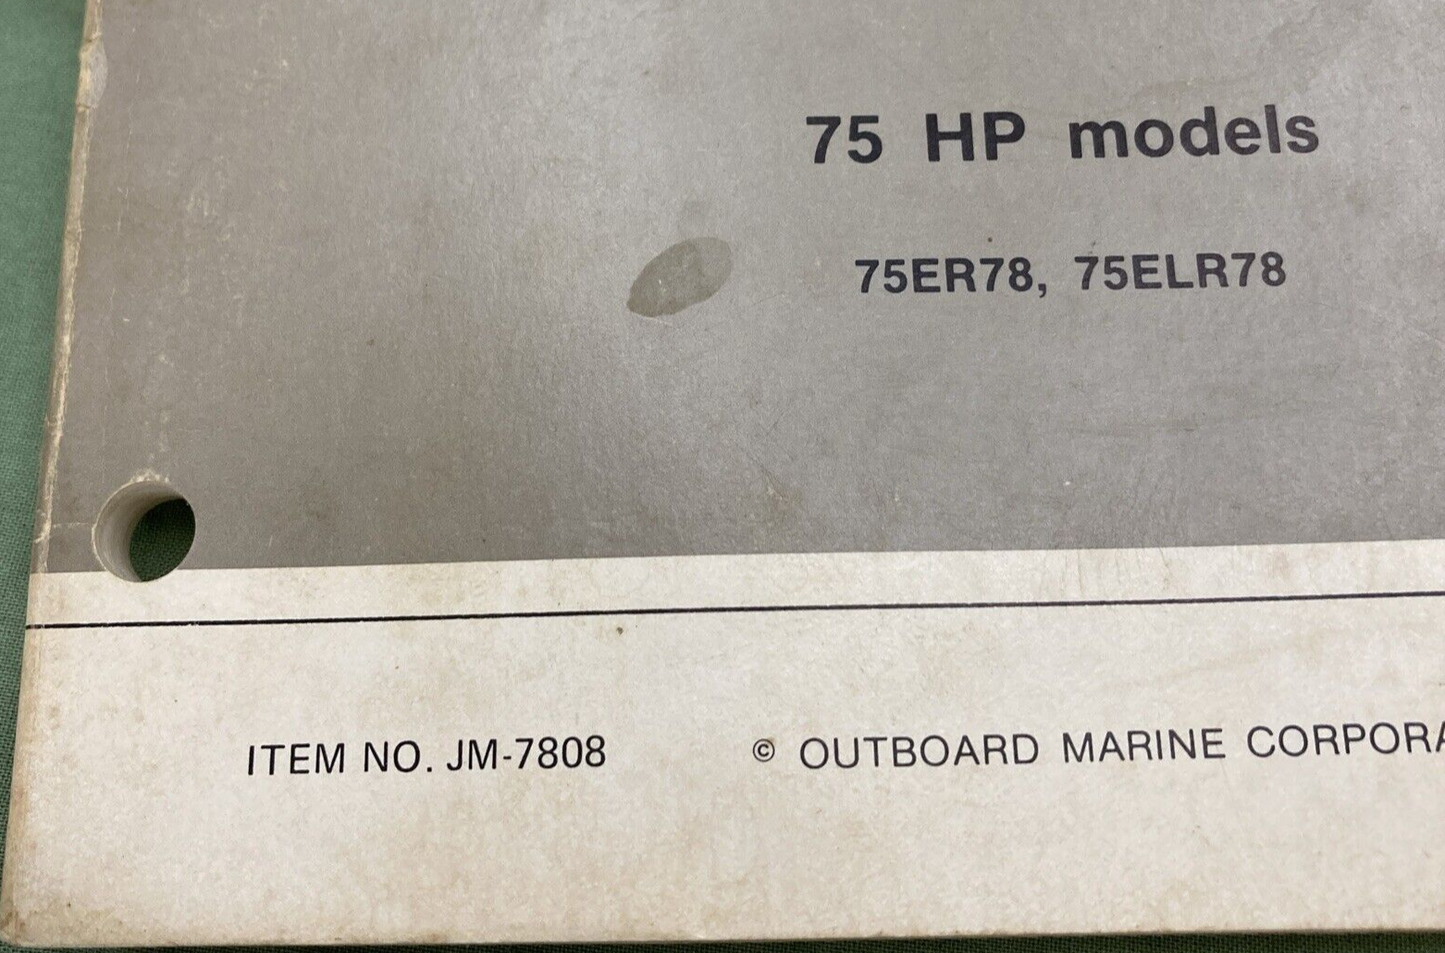 75 HP models
75ER78, 75ELR78
ITEM NO. JM-7808 © OUTBOARD MARINE